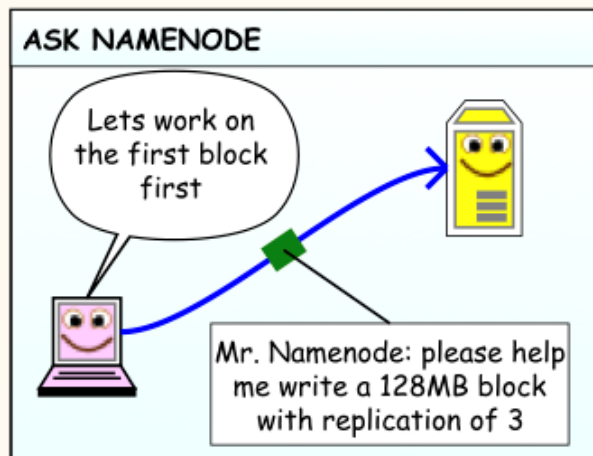 ASK NAMENODE
Lets work on
the first block
first
Mr. Namenode: please help
me write a 128MB block
with replication of 3